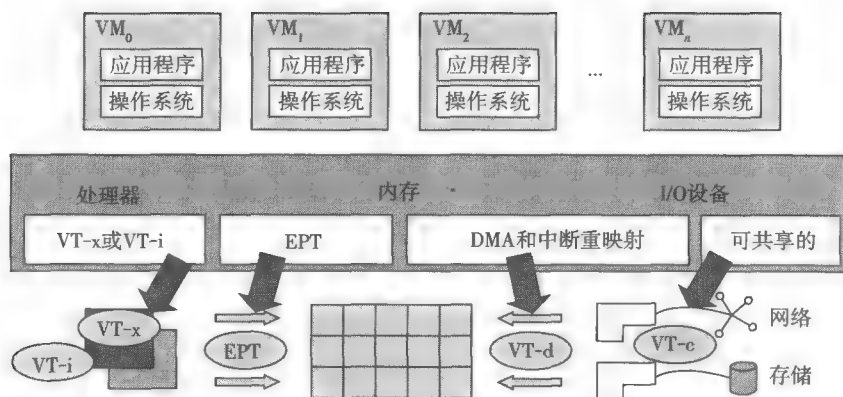 VM0
VM1
VM2
VMn
应用程序
应用程序
应用程序
应用程序
...
操作系统
操作系统
操作系统
操作系统
处理器
内存
I/O设备
VT-x或VT-i
EPT
DMA和中断重映射
可共享的
VT-x
网络
VT-i
EPT
VT-d
VT-c
存储